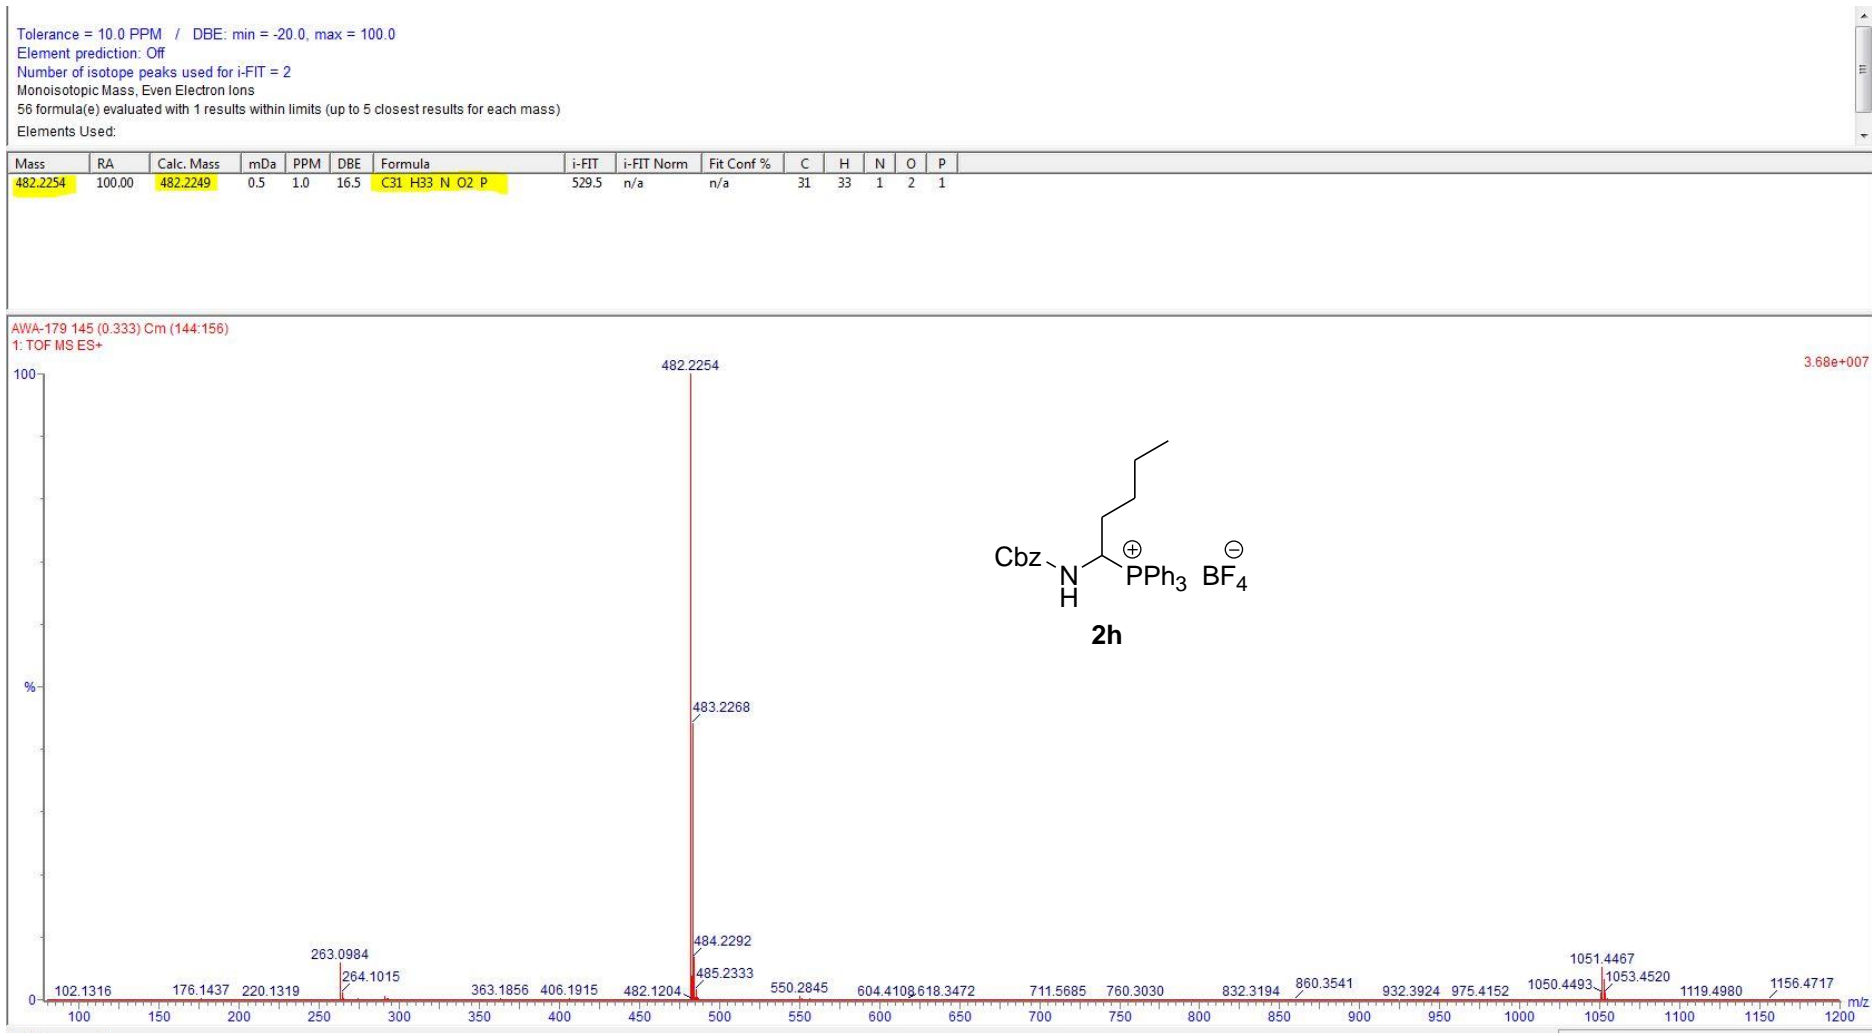 Tolerance = 10.0 PPM / DBE: min = -20.0, max = 100.0
Element prediction: Off
Number of isotope peaks used for i-FIT = 2
Monoisotopic Mass, Even Electron Ions
56 formula(e) evaluated with 1 results within limits (up to 5 closest results for each mass)
Elements Used:
Mass RA Calc. Mass mDa PPM DBE Formula i-FIT i-FIT Norm Fit Conf % C H N O P
482.2254 100.00 482.2249 0.5 1.0 16.5 C31 H33 N O2 P 529.5 n/a n/a 31 33 1 2 1
AWA-179 145 (0.333) Cm (144:156)
1: TOF MS ES+
3.68e+007
100
482.2254
Cbz N H PPh3 BF4
⊕ ⊖
2h
%
483.2268
484.2292
263.0984
1051.4467
264.1015
485.2333
1053.4520
102.1316 176.1437 220.1319 363.1856 406.1915 482.1204 550.2845 604.4108 618.3472 711.5685 760.3030 832.3194 860.3541 932.3924 975.4152 1050.4493 1119.4980 1156.4717
0
100 150 200 250 300 350 400 450 500 550 600 650 700 750 800 850 900 950 1000 1050 1100 1150 1200 m/z